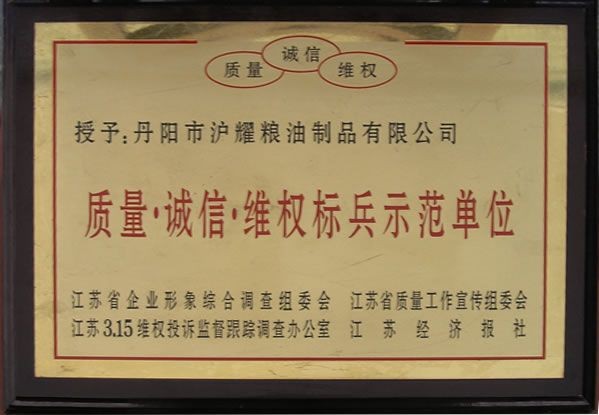 质量 诚信 维权
授予：丹阳市沪耀粮油制品有限公司
质量·诚信·维权标兵示范单位
江苏省企业形象综合调查组委会 江苏省质量工作宣传组委会
江苏3.15维权投诉监督跟踪调查办公室 江苏经济报社